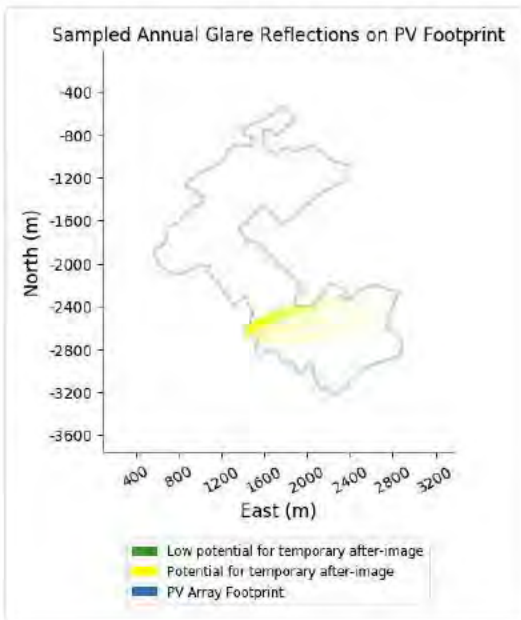 Sampled Annual Glare Reflections on PV Footprint
-400
-800
-1200
-1600
-2000
-2400
-2800
-3200
-3600
North (m)
400
800
1200
1600
2000
2400
2800
3200
East (m)
Low potential for temporary after-image
Potential for temporary after-image
PV Array Footprint